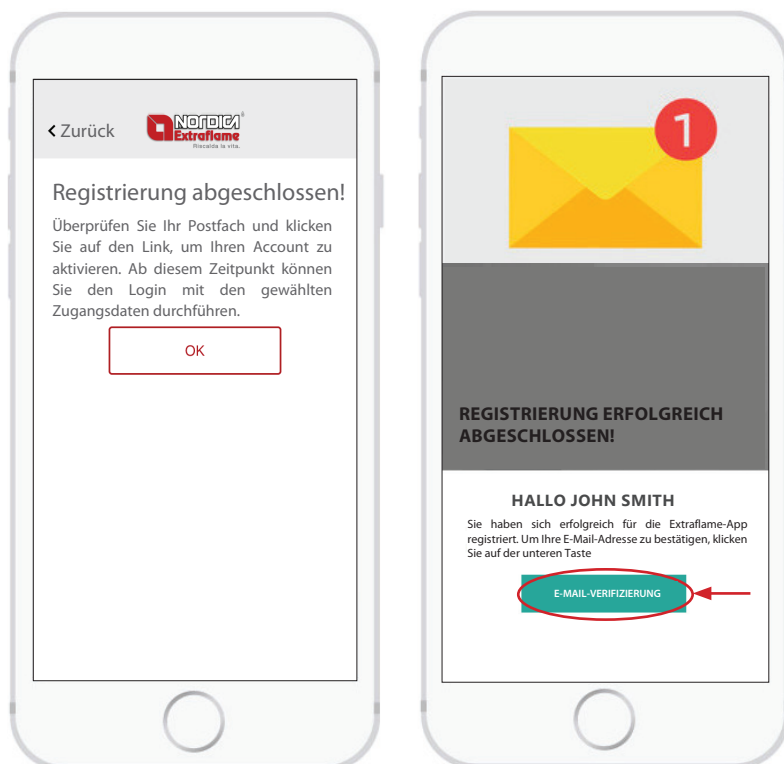 Zurück
NORDICA
Extraflame
Riscalda la vita.
Registrierung abgeschlossen!
Überprüfen Sie Ihr Postfach und klicken
Sie auf den Link, um Ihren Account zu
aktivieren. Ab diesem Zeitpunkt können
Sie den Login mit den gewählten
Zugangsdaten durchführen.
OK
1
REGISTRIERUNG ERFOLGREICH
ABGESCHLOSSEN!
HALLO JOHN SMITH
Sie haben sich erfolgreich für die Extraflame-App
registriert. Um Ihre E-Mail-Adresse zu bestätigen, klicken
Sie auf der unteren Taste
E-MAIL-VERIFIZIERUNG